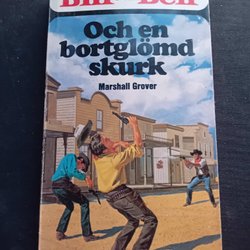 Och en
bortglömd
skurk
Marshall Grover